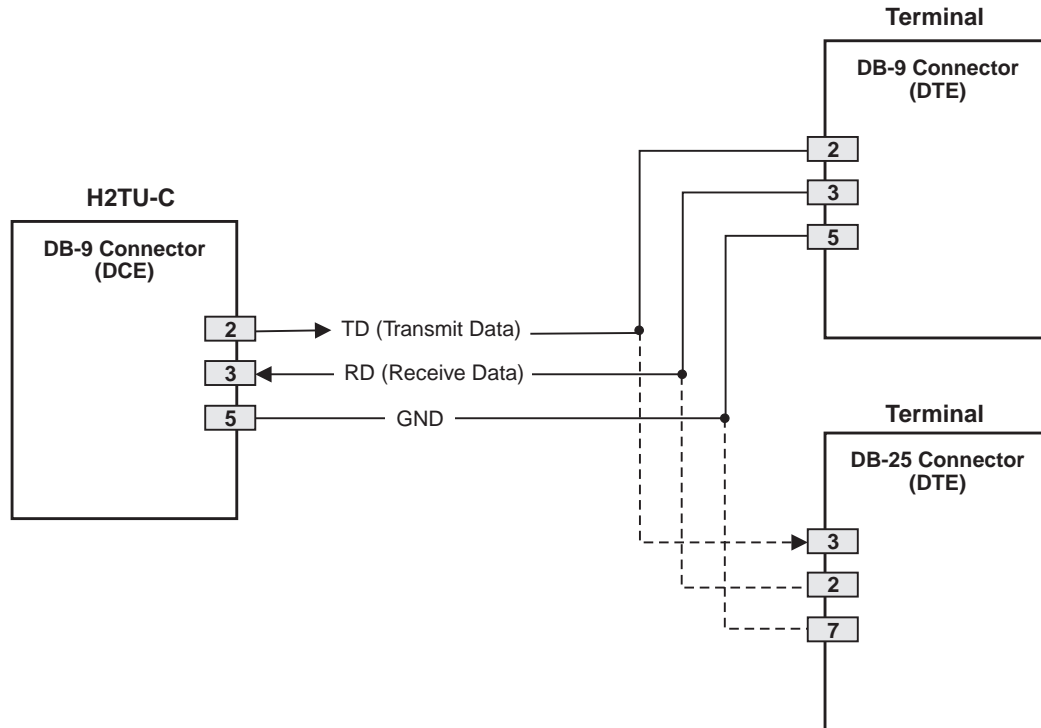 Terminal
DB-9 Connector
(DTE)
2
3
5
H2TU-C
DB-9 Connector
(DCE)
2
TD (Transmit Data)
3
RD (Receive Data)
5
GND
Terminal
DB-25 Connector
(DTE)
3
2
7